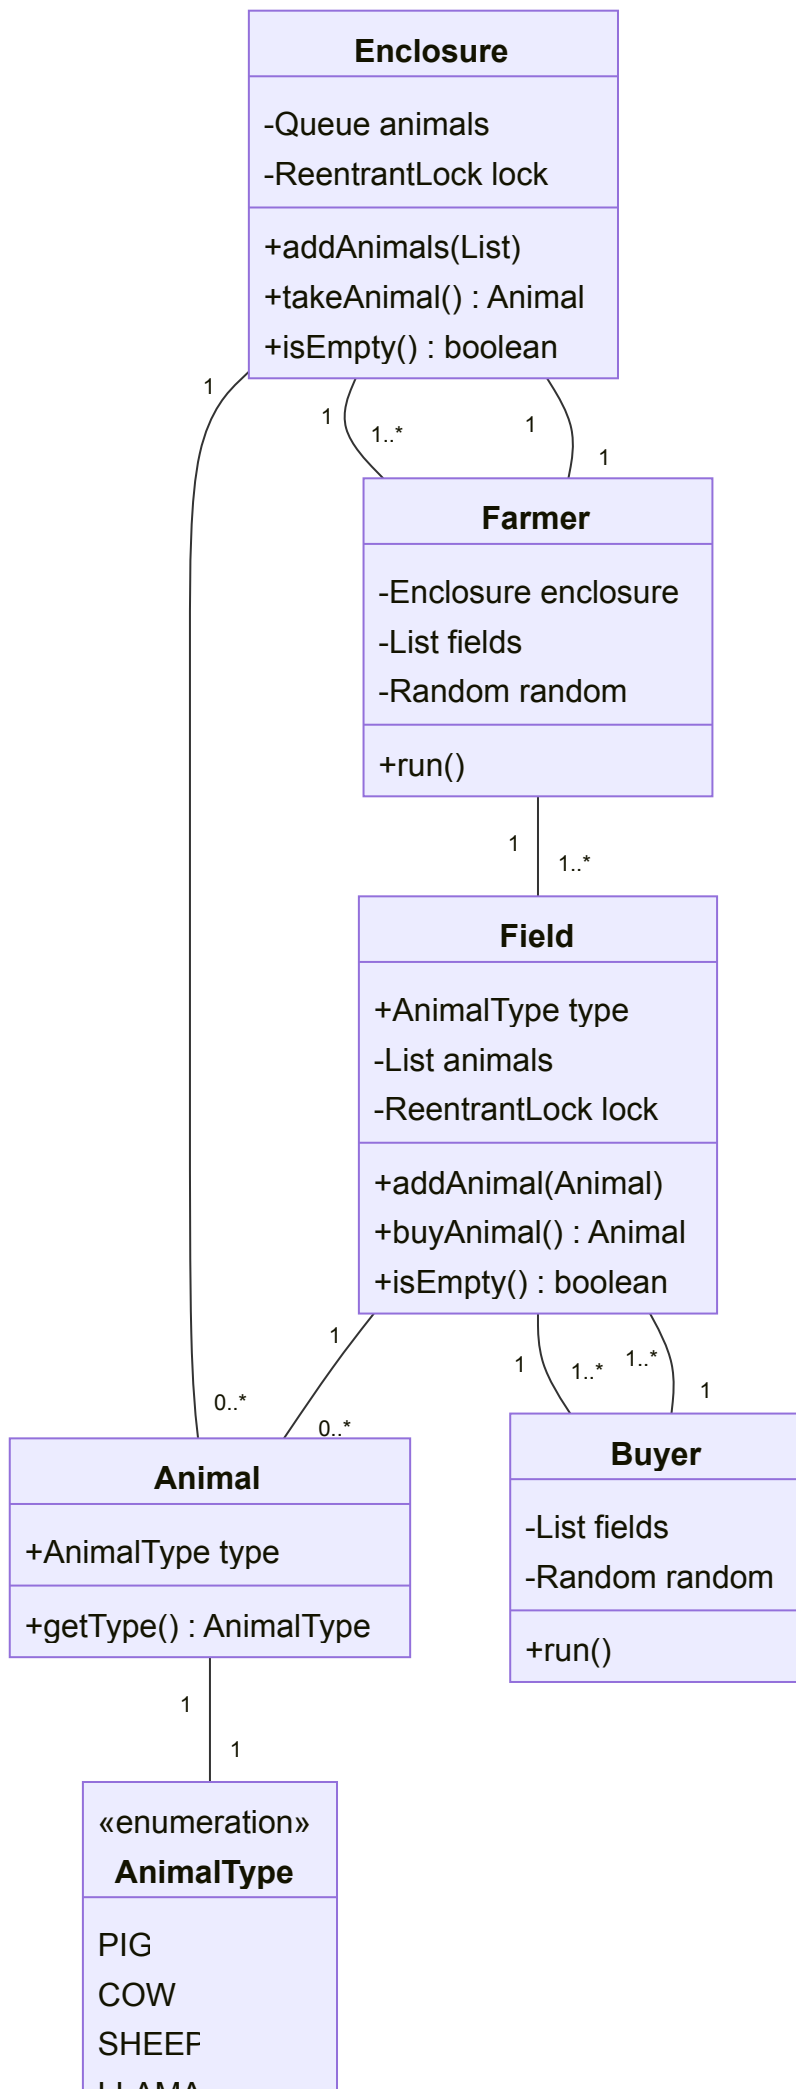 Enclosure
-Queue animals
-ReentrantLock lock
+addAnimals(List)
+takeAnimal() : Animal
+isEmpty() : boolean
1
1
1..*
1
1
Farmer
-Enclosure enclosure
-List fields
-Random random
+run()
1
1..*
Field
+AnimalType type
-List animals
-ReentrantLock lock
+addAnimal(Animal)
+buyAnimal() : Animal
+isEmpty() : boolean
1
1
1..*
1..*
1
0..*
0..*
Animal
+AnimalType type
+getType() : AnimalType
Buyer
-List fields
-Random random
+run()
1
1
«enumeration»
AnimalType
PIG
COW
SHEEP
LLAMA